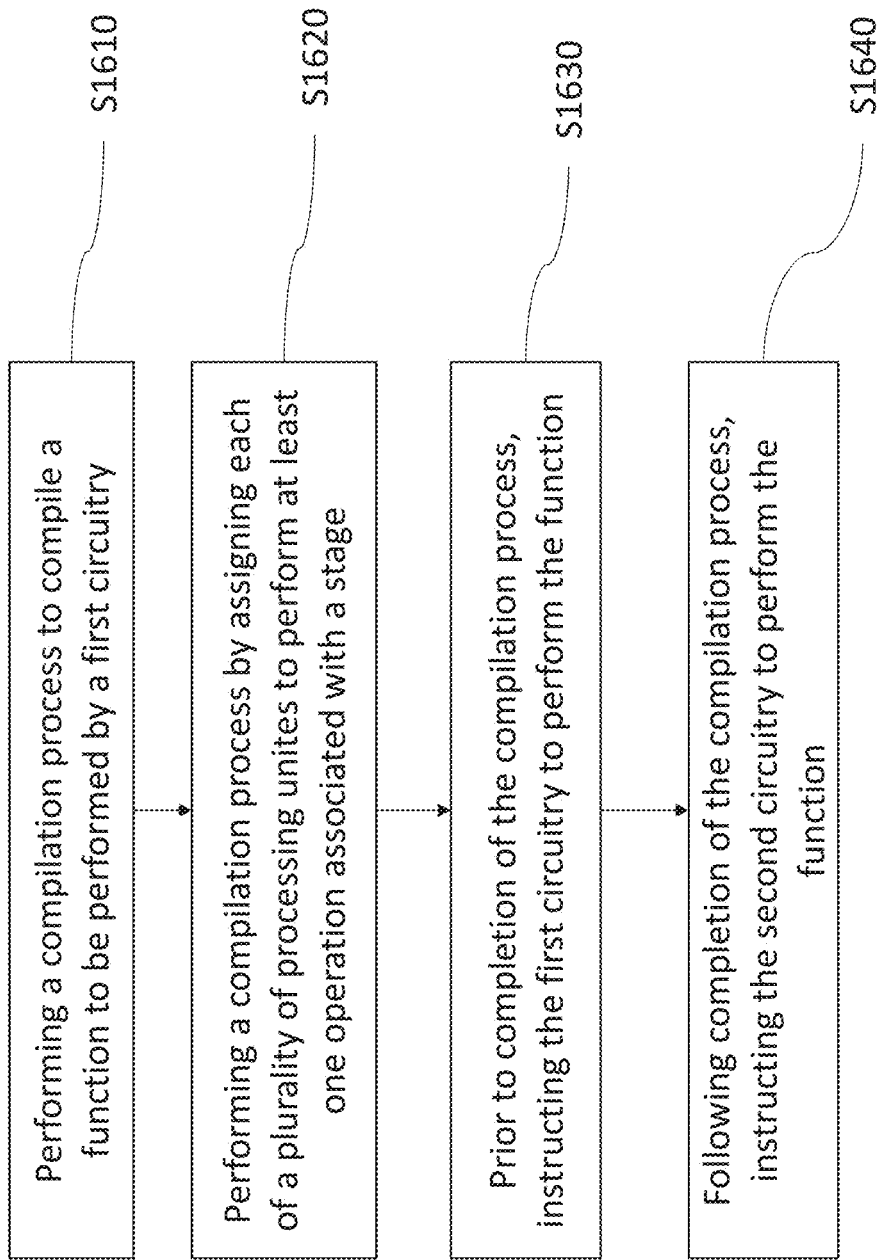 Performing a compilation process to compile a
function to be performed by a first circuitry
S1610
Performing a compilation process by assigning each
of a plurality of processing unites to perform at least
one operation associated with a stage
S1620
Prior to completion of the compilation process,
instructing the first circuitry to perform the function
S1630
Following completion of the compilation process,
instructing the second circuitry to perform the
function
S1640